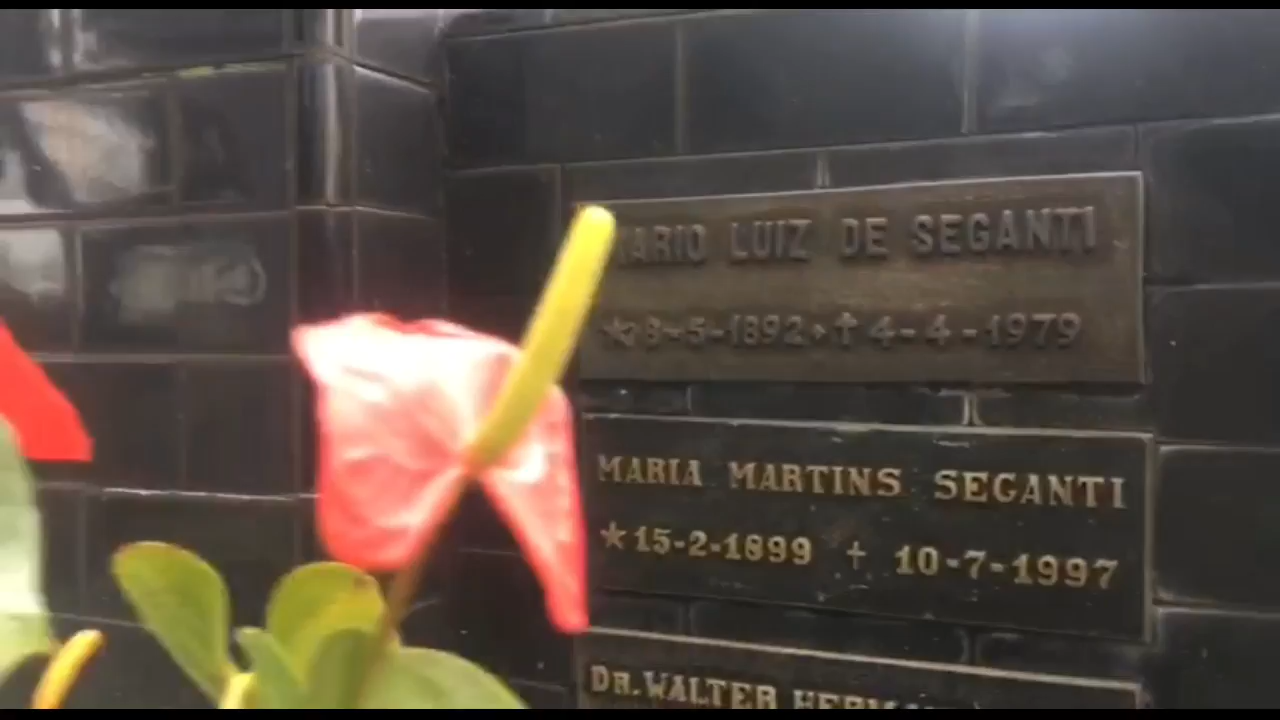 MARIO LUIZ DE SEGANTI
★ 8-5-1892 ✝ 4-4-1979
MARIA MARTINS SEGANTI
★ 15-2-1899 ✝ 10-7-1997
DR. WALTER